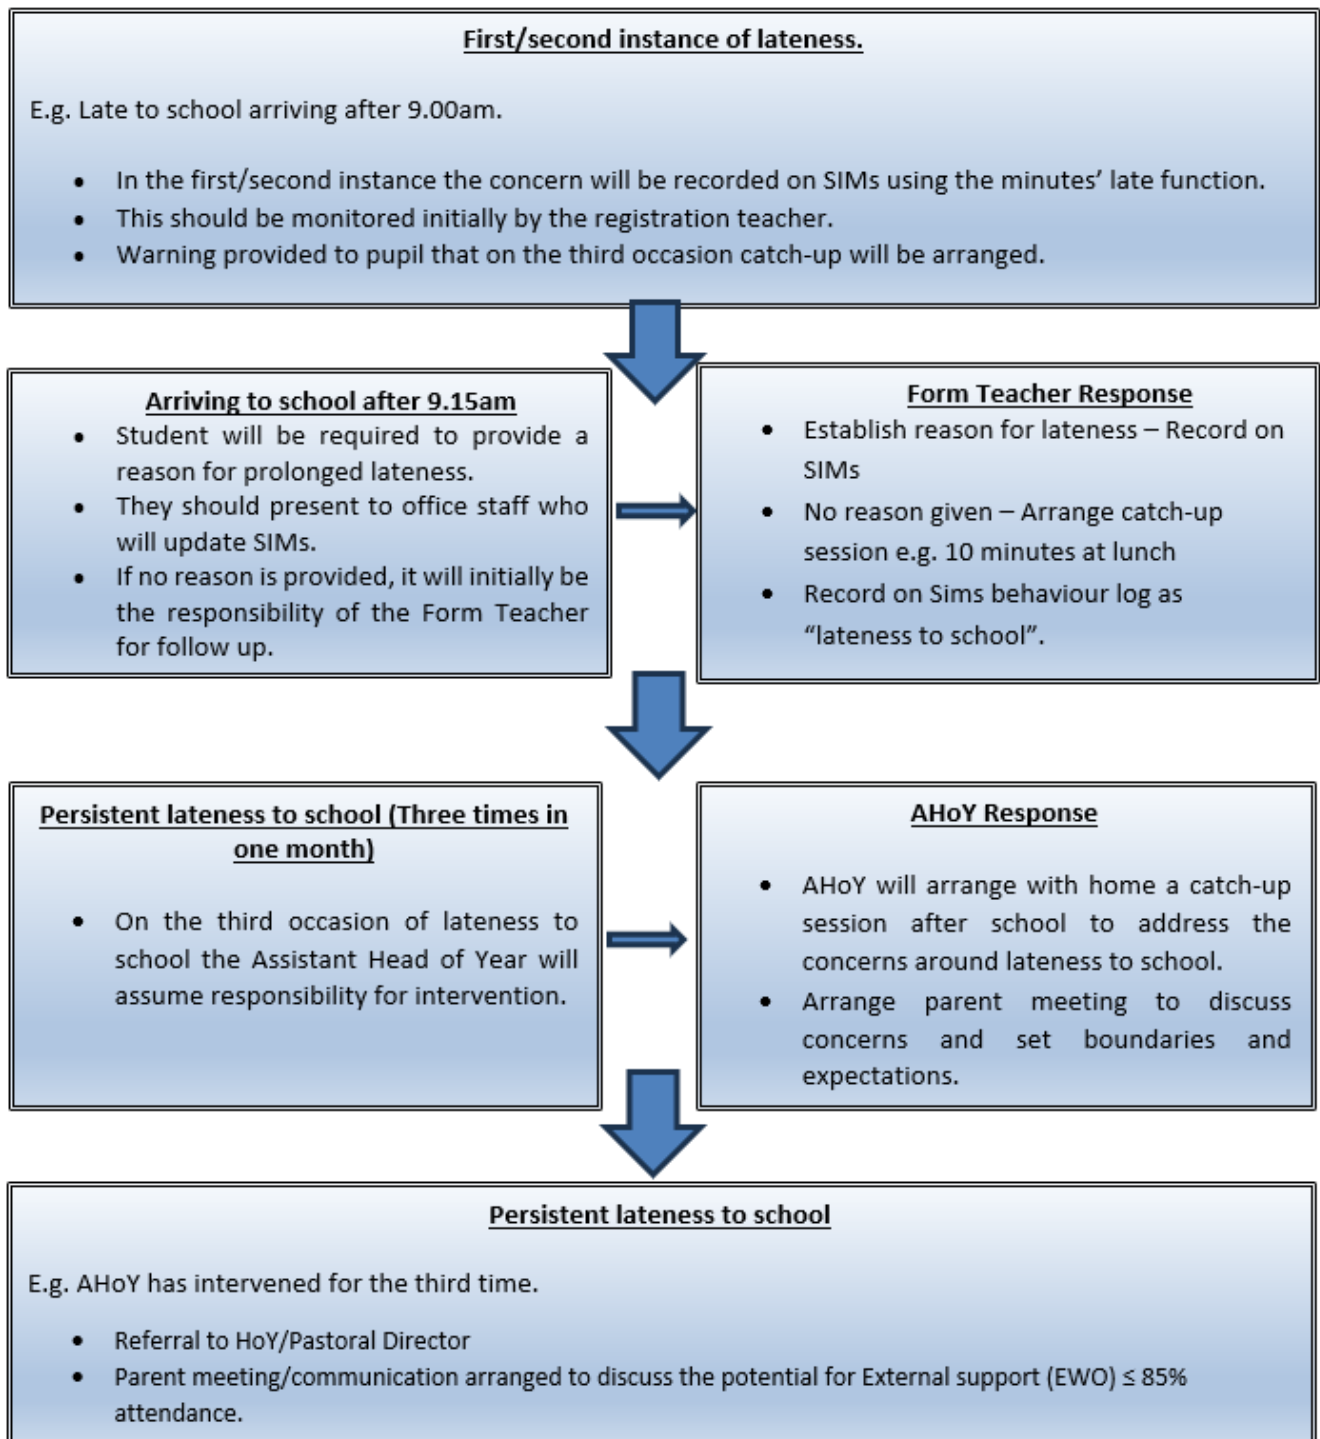 First/second instance of lateness.
E.g. Late to school arriving after 9.00am.
• In the first/second instance the concern will be recorded on SIMs using the minutes’ late function.
• This should be monitored initially by the registration teacher.
• Warning provided to pupil that on the third occasion catch-up will be arranged.
Arriving to school after 9.15am
• Student will be required to provide a
reason for prolonged lateness.
• They should present to office staff who
will update SIMs.
• If no reason is provided, it will initially be
the responsibility of the Form Teacher
for follow up.
Form Teacher Response
• Establish reason for lateness – Record on
SIMs
• No reason given – Arrange catch-up
session e.g. 10 minutes at lunch
• Record on Sims behaviour log as
“lateness to school”.
Persistent lateness to school (Three times in
one month)
• On the third occasion of lateness to
school the Assistant Head of Year will
assume responsibility for intervention.
AHoY Response
• AHoY will arrange with home a catch-up
session after school to address the
concerns around lateness to school.
• Arrange parent meeting to discuss
concerns and set boundaries and
expectations.
Persistent lateness to school
E.g. AHoY has intervened for the third time.
• Referral to HoY/Pastoral Director
• Parent meeting/communication arranged to discuss the potential for External support (EWO) ≤ 85%
attendance.